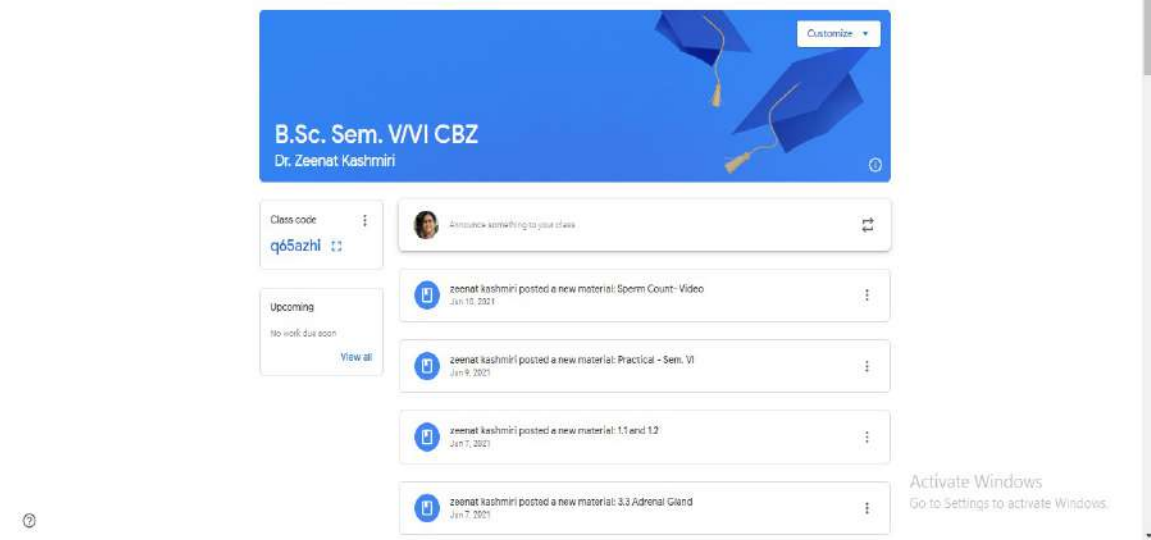 Customize
B.Sc. Sem. V/VI CBZ
Dr. Zeenat Kashmiri
Class code
q65azhi
Announce something to your class
zeenat kashmiri posted a new material: Sperm Count- Video
Jan 10, 2021
Upcoming
No work due soon
View all
zeenat kashmiri posted a new material: Practical - Sem. VI
Jan 9, 2021
zeenat kashmiri posted a new material: 1.1 and 1.2
Jan 7, 2021
zeenat kashmiri posted a new material: 3.3 Adrenal Gland
Jan 7, 2021
Activate Windows
Go to Settings to activate Windows.